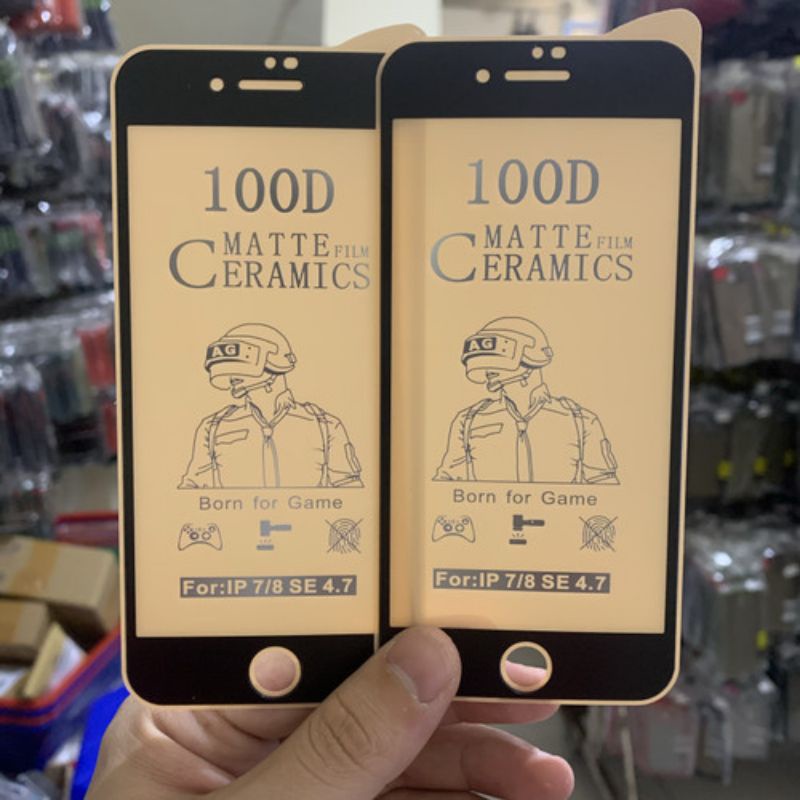 100D
MATTE FILM
CERAMICS
AG
Born for Game
For:IP 7/8 SE 4.7
100D
MATTE FILM
CERAMICS
AG
Born for Game
For:IP 7/8 SE 4.7